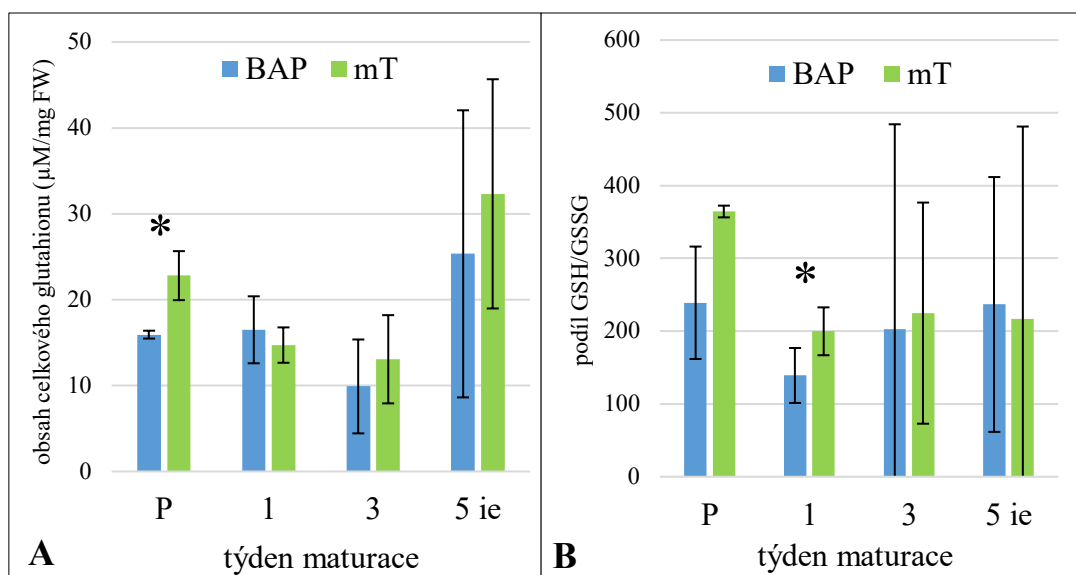 50
40
30
20
10
0
obsah celkového glutahionu (µM/mg FW)
BAP mT
*
P 1 3 5 ie
týden maturace
A
600
500
400
300
200
100
0
podíl GSH/GSSG
BAP mT
*
P 1 3 5 ie
týden maturace
B